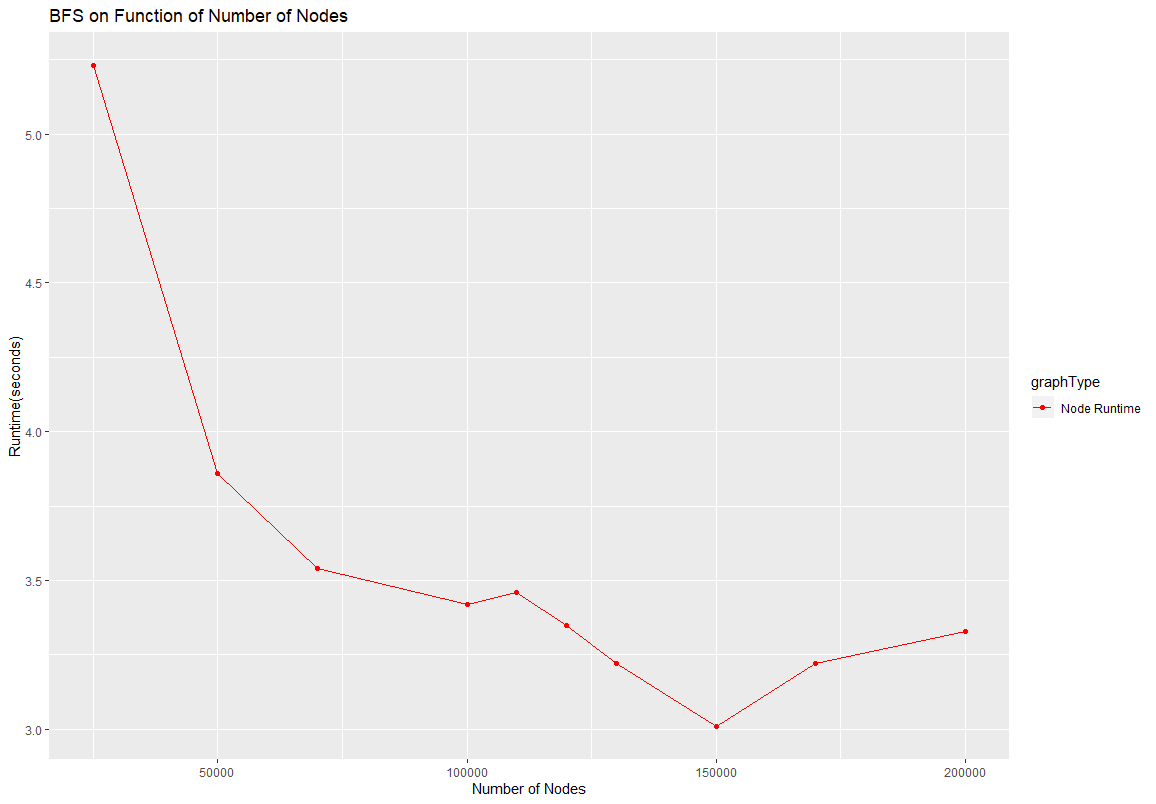 BFS on Function of Number of Nodes
Runtime(seconds)
5.0
4.5
4.0
3.5
3.0
50000
100000
150000
200000
Number of Nodes
graphType
Node Runtime